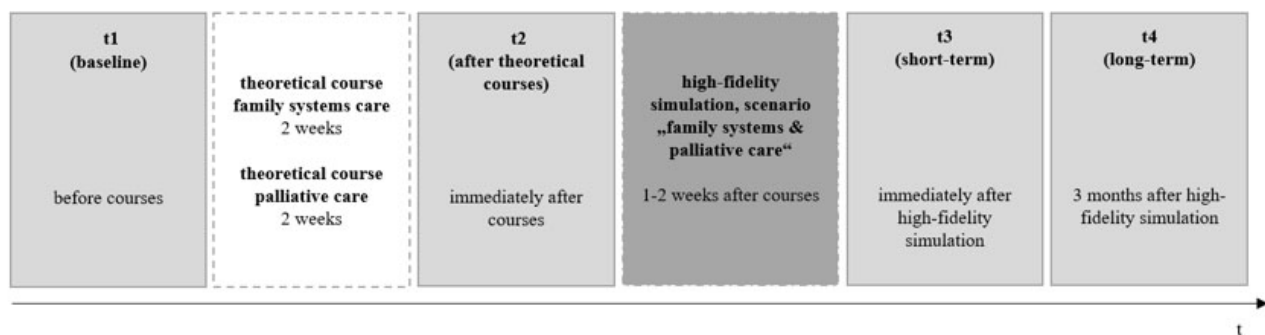 t1
(baseline)
before courses
theoretical course
family systems care
2 weeks
theoretical course
palliative care
2 weeks
t2
(after theoretical
courses)
immediately after
courses
high-fidelity
simulation, scenario
„family systems &
palliative care“
1-2 weeks after courses
t3
(short-term)
immediately after
high-fidelity
simulation
t4
(long-term)
3 months after high-
fidelity simulation
t